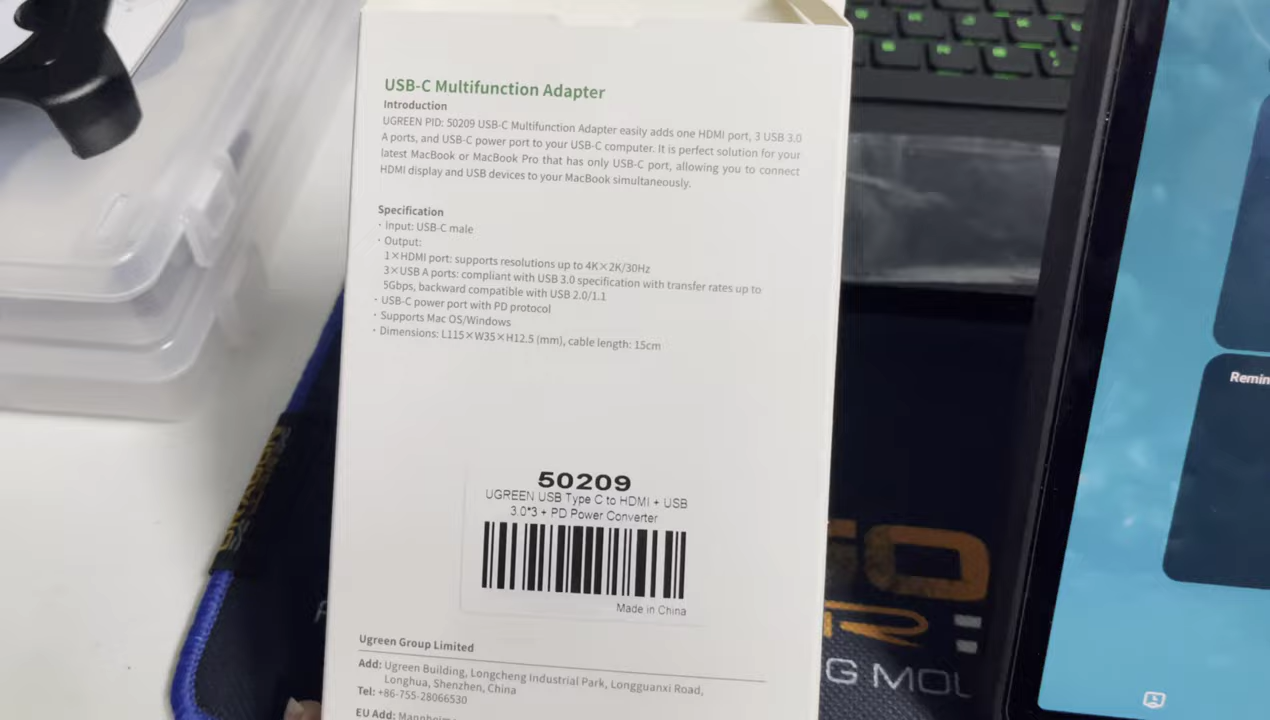 USB-C Multifunction Adapter
Introduction
UGREEN PID: 50209 USB-C Multifunction Adapter easily adds one HDMI port, 3 USB 3.0
A ports, and USB-C power port to your USB-C computer. It is perfect solution for your
latest MacBook or MacBook Pro that has only USB-C port, allowing you to connect
HDMI display and USB devices to your MacBook simultaneously.
Specification
· Input: USB-C male
· Output:
1×HDMI port: supports resolutions up to 4K×2K/30Hz
3×USB A ports: compliant with USB 3.0 specification with transfer rates up to
5Gbps, backward compatible with USB 2.0/1.1
· USB-C power port with PD protocol
· Supports Mac OS/Windows
· Dimensions: L115×W35×H12.5 (mm), cable length: 15cm
50209
UGREEN USB Type C to HDMI + USB
3.0*3 + PD Power Converter
Made in China
Ugreen Group Limited
Add: Ugreen Building, Longcheng Industrial Park, Longguanxi Road,
Longhua, Shenzhen, China
Tel: +86-755-28066530
EU Add:
Remin